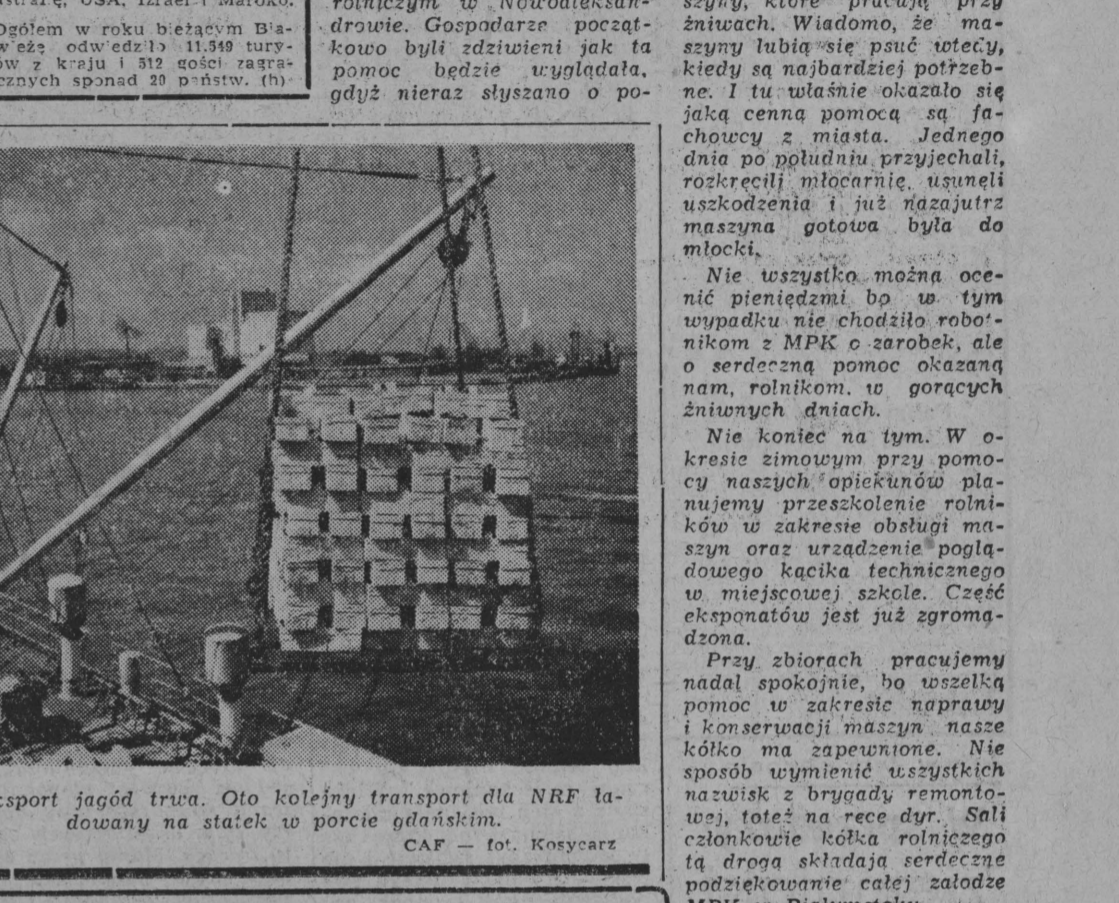 USA, Izrael i Maroko.
Ogółem w roku bieżącym Bia-
odwiedziło 11.549 tury-
ów z kraju i 512 gości zagra-
cznych sponad 20 państw. (h)
rolniczym w Nowoaleksan-
drowie. Gospodarze począt-
kowo byli zdziwieni jak ta
pomoc będzie wyglądała,
gdyż nieraz słyszano o po-
ksport jagód trwa. Oto kolejny transport dla NRF ła-
dowany na statek w porcie gdańskim.
CAF — fot. Kosycarz
szyny, które pracują przy
żniwach. Wiadomo, że ma-
szyny lubią się psuć wtedy,
kiedy są najbardziej potrzeb-
ne. I tu właśnie okazało się
jaką cenną pomocą są fa-
chowcy z miasta. Jednego
dnia po południu przyjechali,
rozkręcili młocarnię, usunęli
uszkodzenia i już nazajutrz
maszyna gotowa była do
młocki.
Nie wszystko można oce-
nić pieniędzmi bo w tym
wypadku nie chodziło robot-
nikom z MPK o zarobek, ale
o serdeczną pomoc okazaną
nam, rolnikom, w gorących
żniwnych dniach.
Nie koniec na tym. W o-
kresie zimowym przy pomo-
cy naszych opiekunów pla-
nujemy przeszkolenie rolni-
ków w zakresie obsługi ma-
szyn oraz urządzenie poglą-
dowego kącika technicznego
w miejscowej szkole. Część
eksponatów jest już zgroma-
dzona.
Przy zbiorach pracujemy
nadal spokojnie, bo wszelką
pomoc w zakresie naprawy
i konserwacji maszyn nasze
kółko ma zapewnione. Nie
sposób wymienić wszystkich
nazwisk z brygady remonto-
wej, toteż na ręce dyr. Sali
członkowie kółka rolniczego
tą drogą składają serdeczne
podziękowanie całej załodze
MPK w Białymstoku